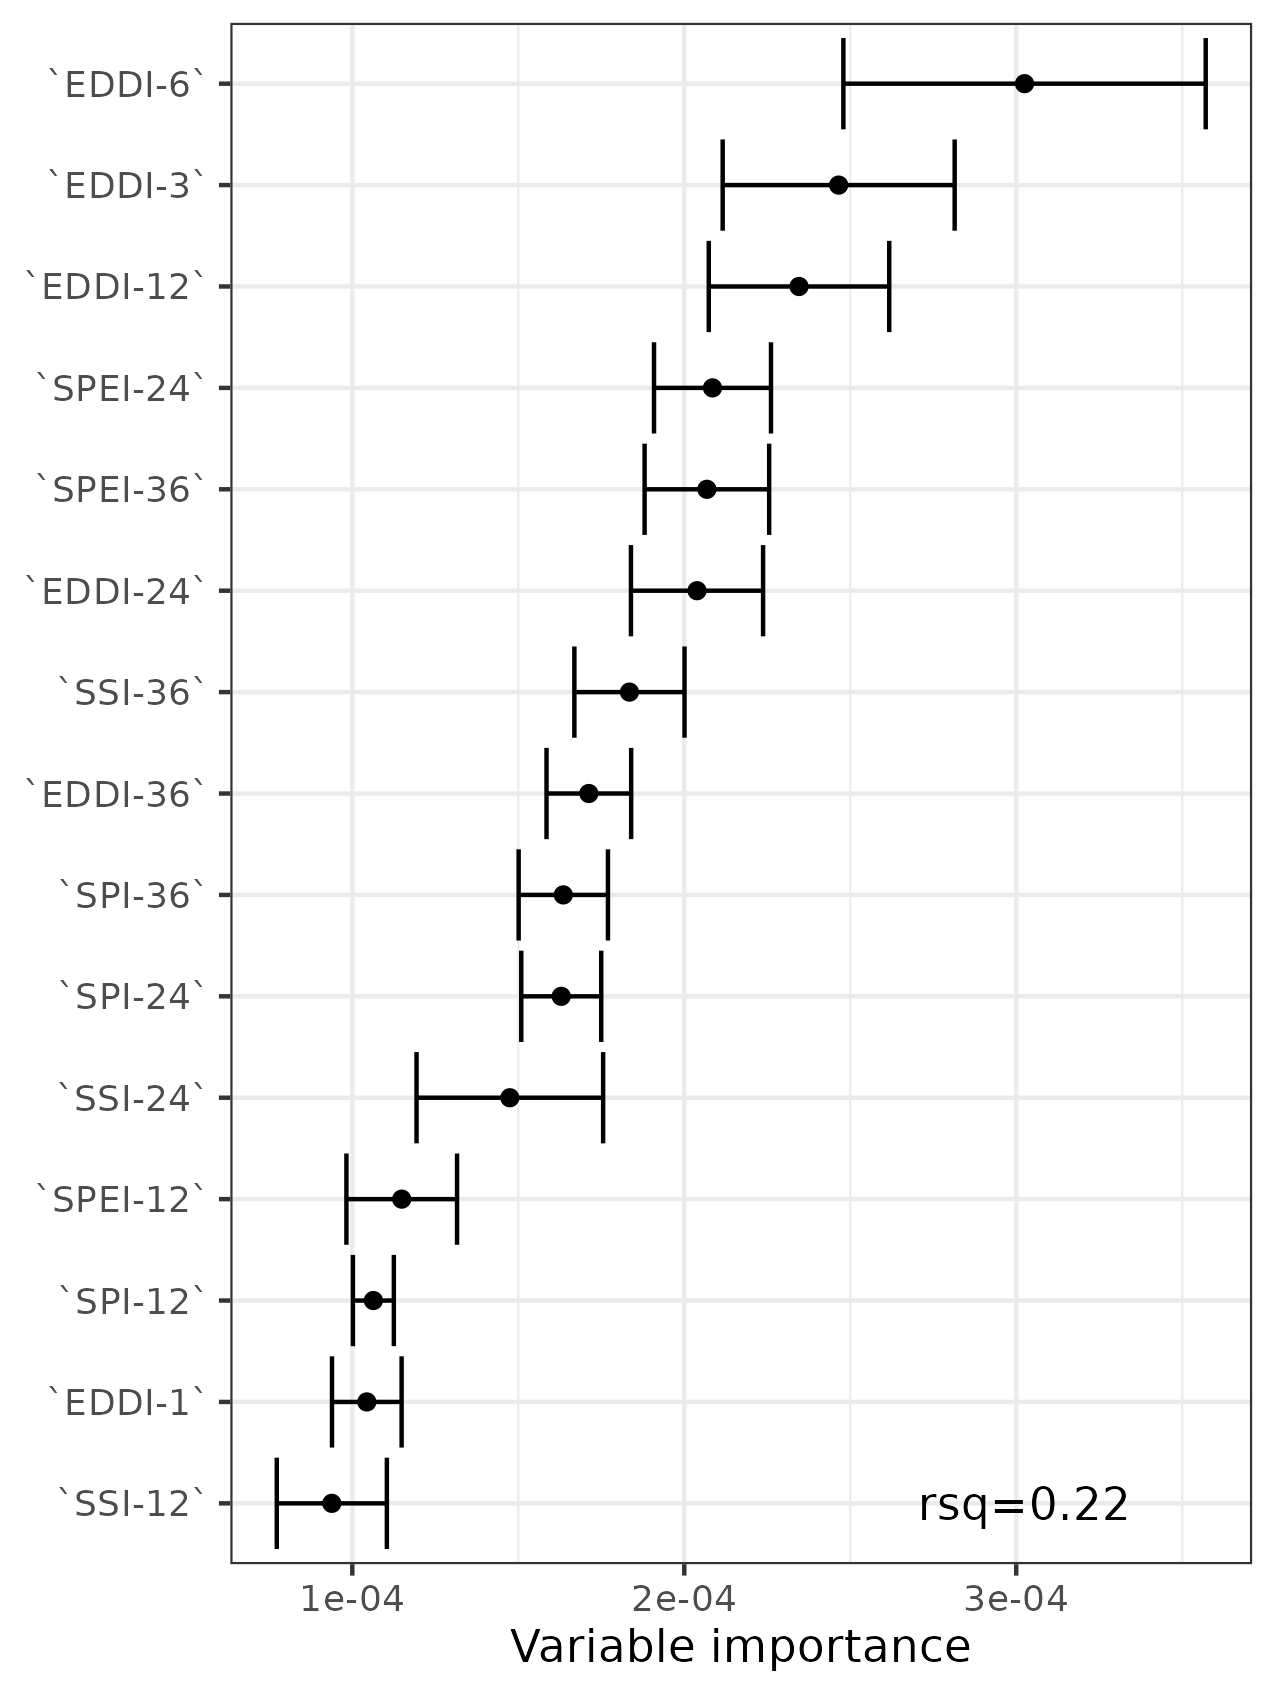 `EDDI-6`
`EDDI-3`
`EDDI-12`
`SPEI-24`
`SPEI-36`
`EDDI-24`
`SSI-36`
`EDDI-36`
`SPI-36`
`SPI-24`
`SSI-24`
`SPEI-12`
`SPI-12`
`EDDI-1`
`SSI-12`
rsq=0.22
1e-04 2e-04 3e-04
Variable importance